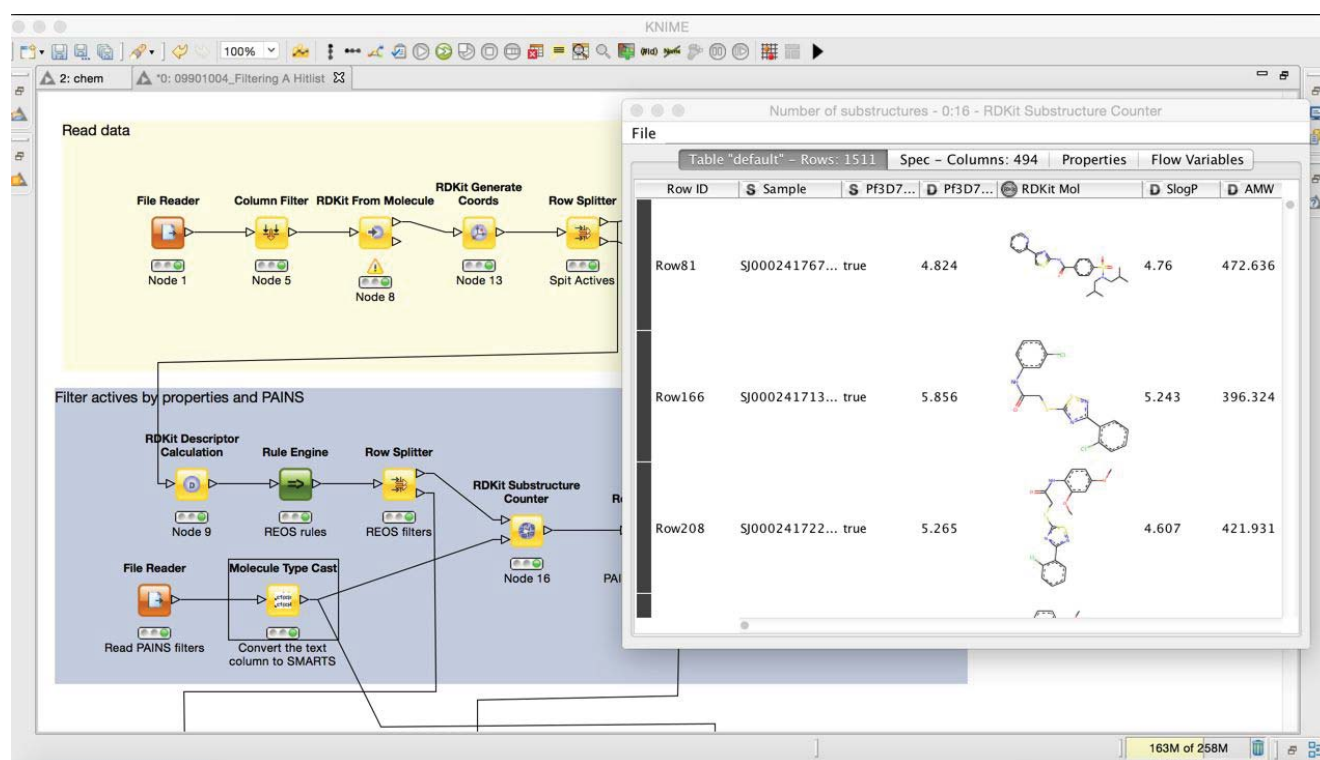 KNIME
100%
2: chem
*0: 09901004_Filtering A Hitlist
Read data
File Reader
Node 1
Column Filter
Node 5
RDKit From Molecule
Node 8
RDKit Generate
Coords
Node 13
Row Splitter
Spit Actives
Filter actives by properties and PAINS
RDKit Descriptor
Calculation
Node 9
Rule Engine
REOS rules
Row Splitter
REOS filters
RDKit Substructure
Counter
Node 16
R
PAI
File Reader
Read PAINS filters
Molecule Type Cast
Convert the text
column to SMARTS
Number of substructures - 0:16 - RDKit Substructure Counter
File
Table "default" - Rows: 1511 Spec - Columns: 494 Properties Flow Variables
Row ID S Sample S Pf3D7... D Pf3D7... RDKit Mol D SlogP D AMW
Row81 SJ000241767... true 4.824 4.76 472.636
Row166 SJ000241713... true 5.856 5.243 396.324
Row208 SJ000241722... true 5.265 4.607 421.931
163M of 258M